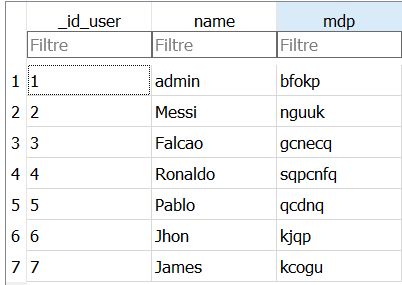 _id_user name mdp
Filtre Filtre Filtre
1 1 admin bfokp
2 2 Messi nguuk
3 3 Falcao gcnecq
4 4 Ronaldo sqpcnfq
5 5 Pablo qcdnq
6 6 Jhon kjqp
7 7 James kcogu